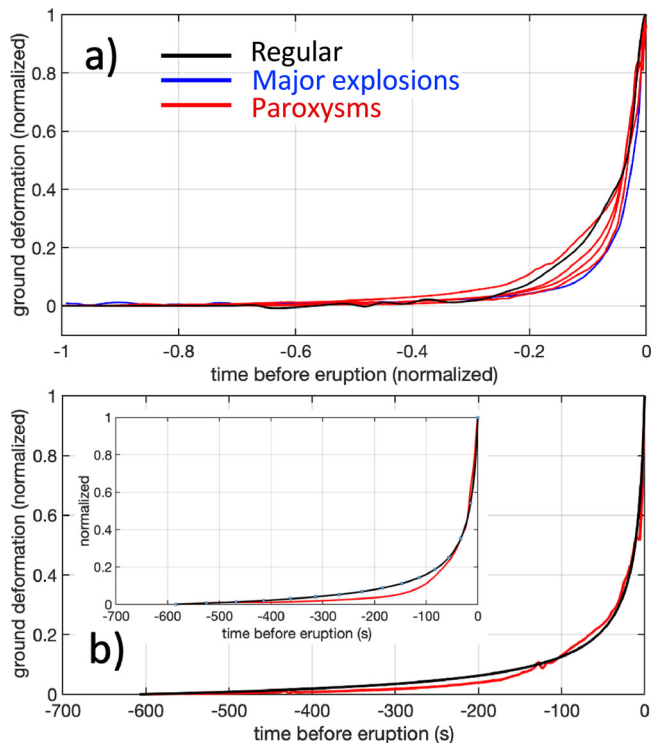 a)
Regular
Major explosions
Paroxysms
ground deformation (normalized)
1
0.8
0.6
0.4
0.2
0
-1
-0.8
-0.6
-0.4
-0.2
0
time before eruption (normalized)
b)
ground deformation (normalized)
1
0.8
0.6
0.4
0.2
0
normalized
1
0.8
0.6
0.4
0.2
0
-700 -600 -500 -400 -300 -200 -100 0
time before eruption (s)
-700 -600 -500 -400 -300 -200 -100 0
time before eruption (s)